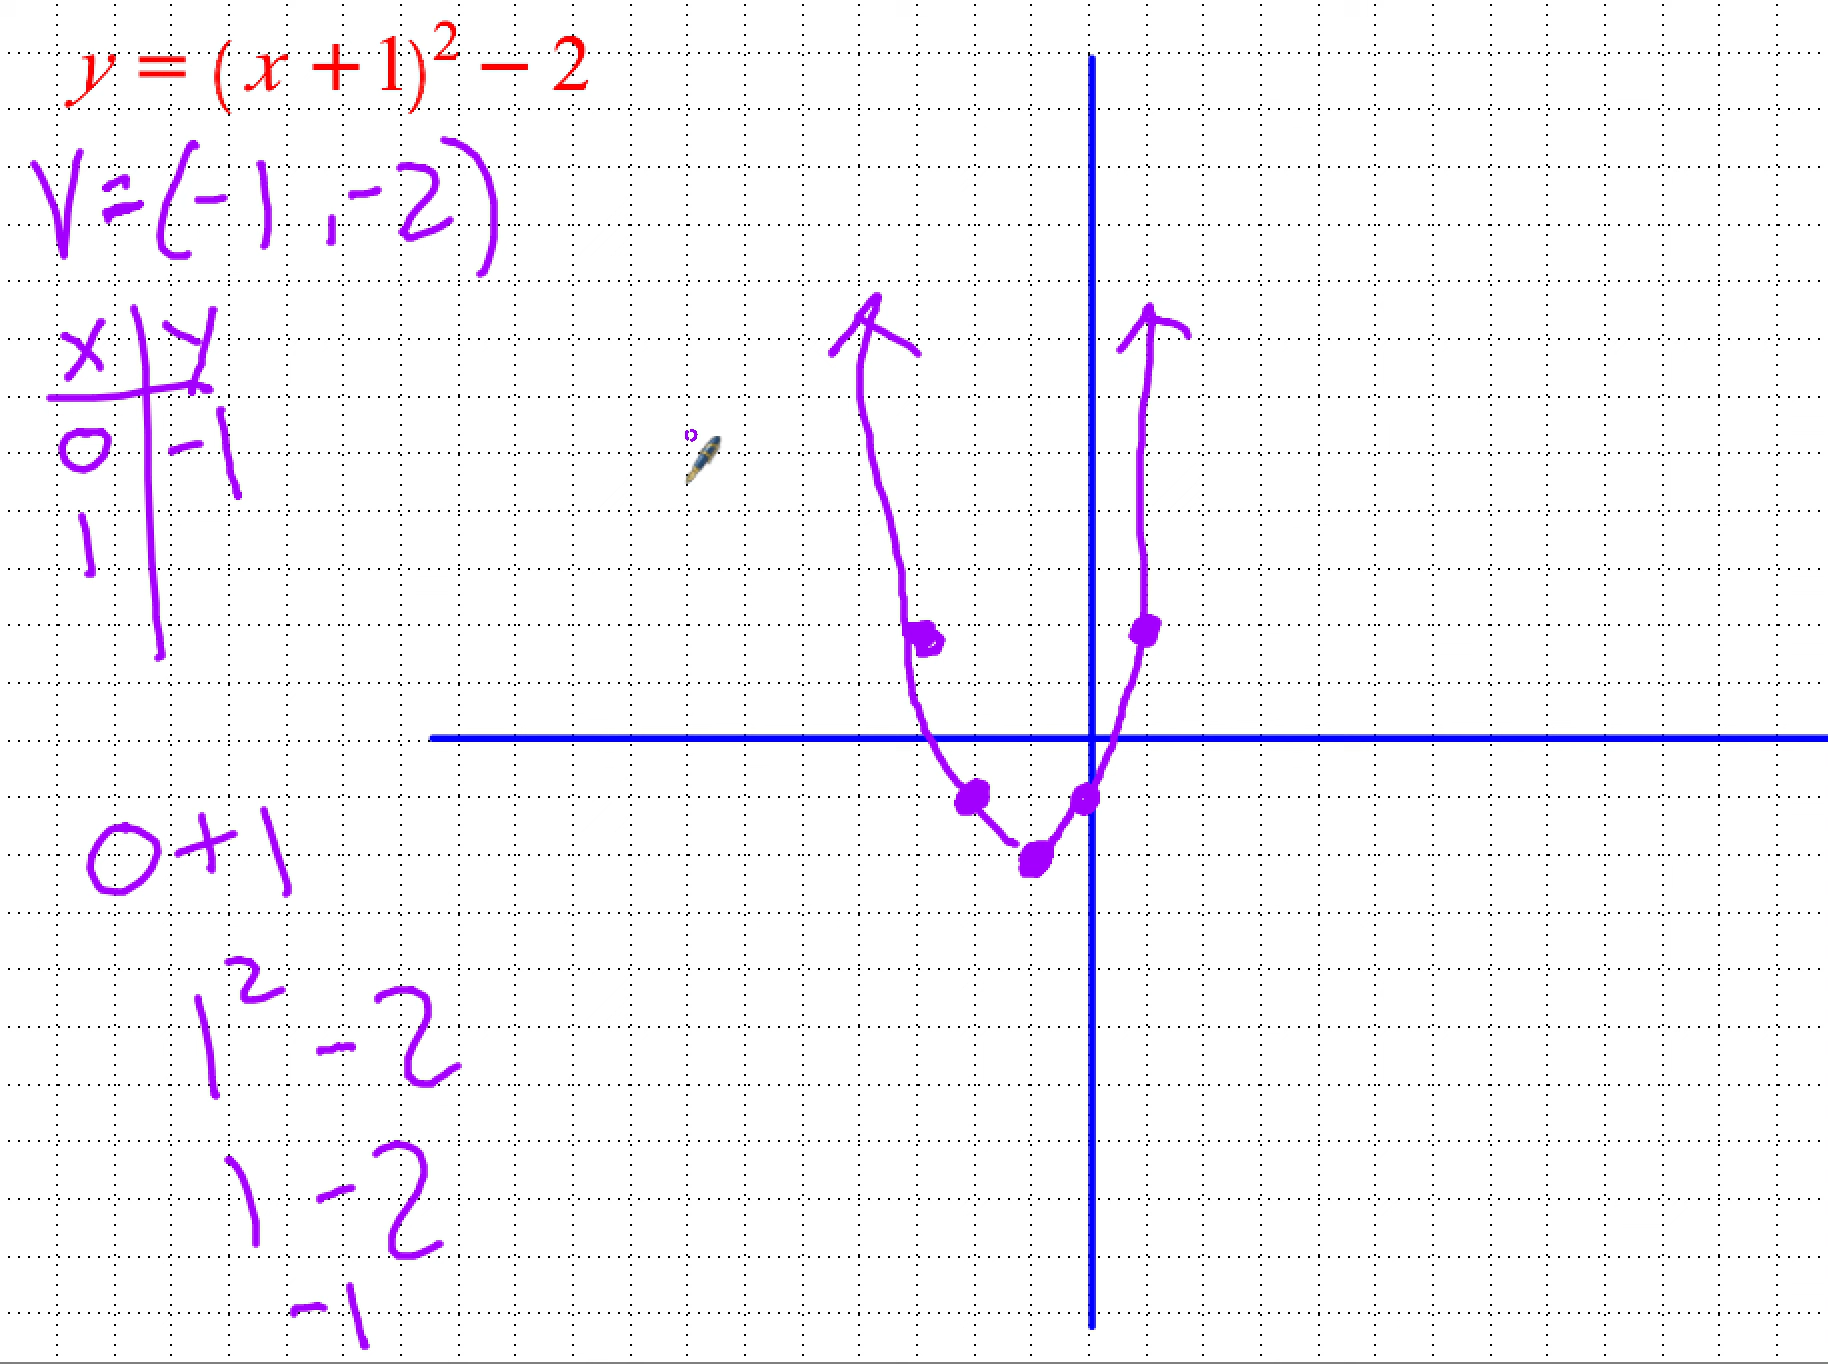 y = (x + 1)² − 2
V = (-1, -2)
x | y
0 | -1
1 |
0 + 1
1² - 2
1 - 2
-1